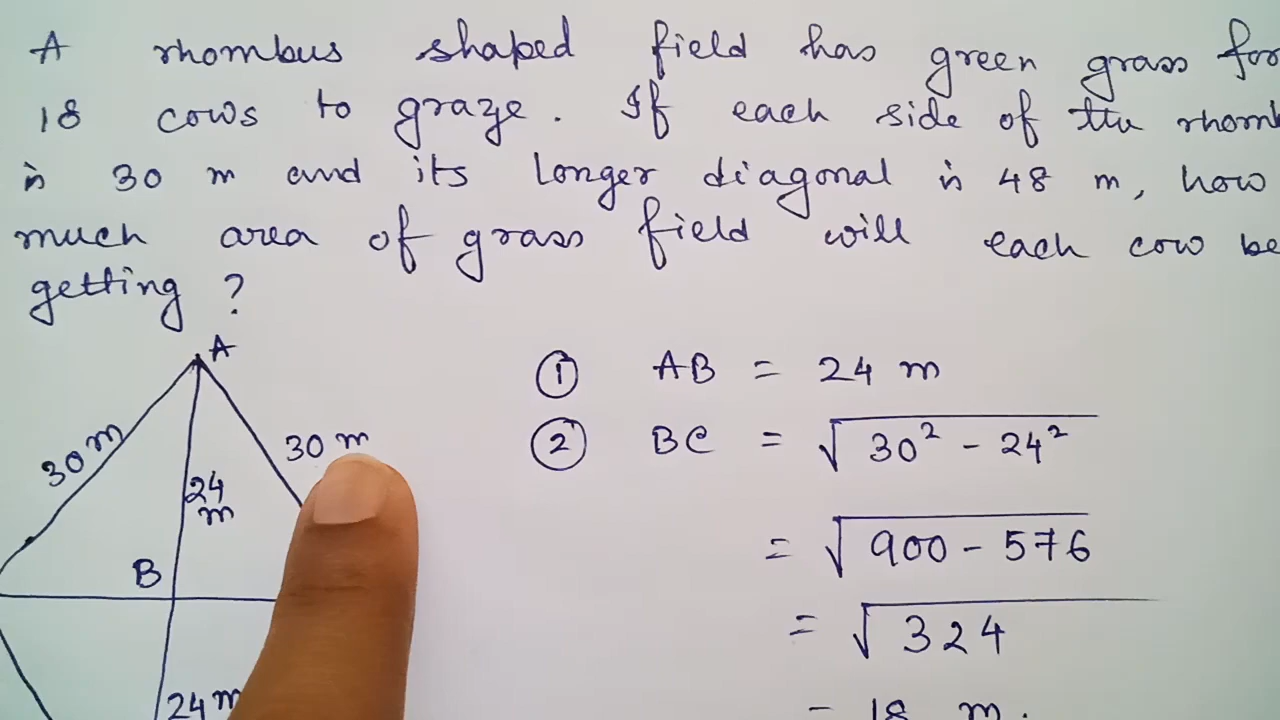 A rhombus shaped field has green grass for
18 cows to graze. If each side of the rhomb
is 30 m and its longer diagonal is 48 m, how
much area of grass field will each cow be
getting ?
A
30 m
30 m
24
m
B
24 m
① AB = 24 m
② BC = √30² - 24²
= √900 - 576
= √324
= 18 m.